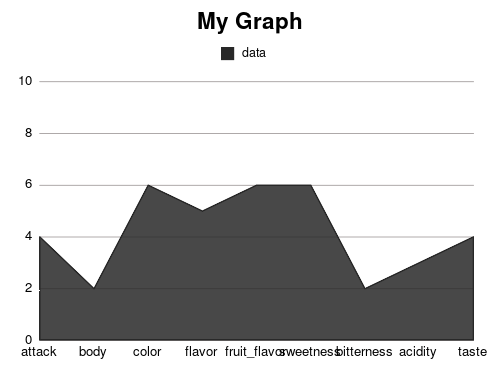 My Graph
data
10
8
6
4
2
0
attack body color flavor fruit_flavor sweetness bitterness acidity taste